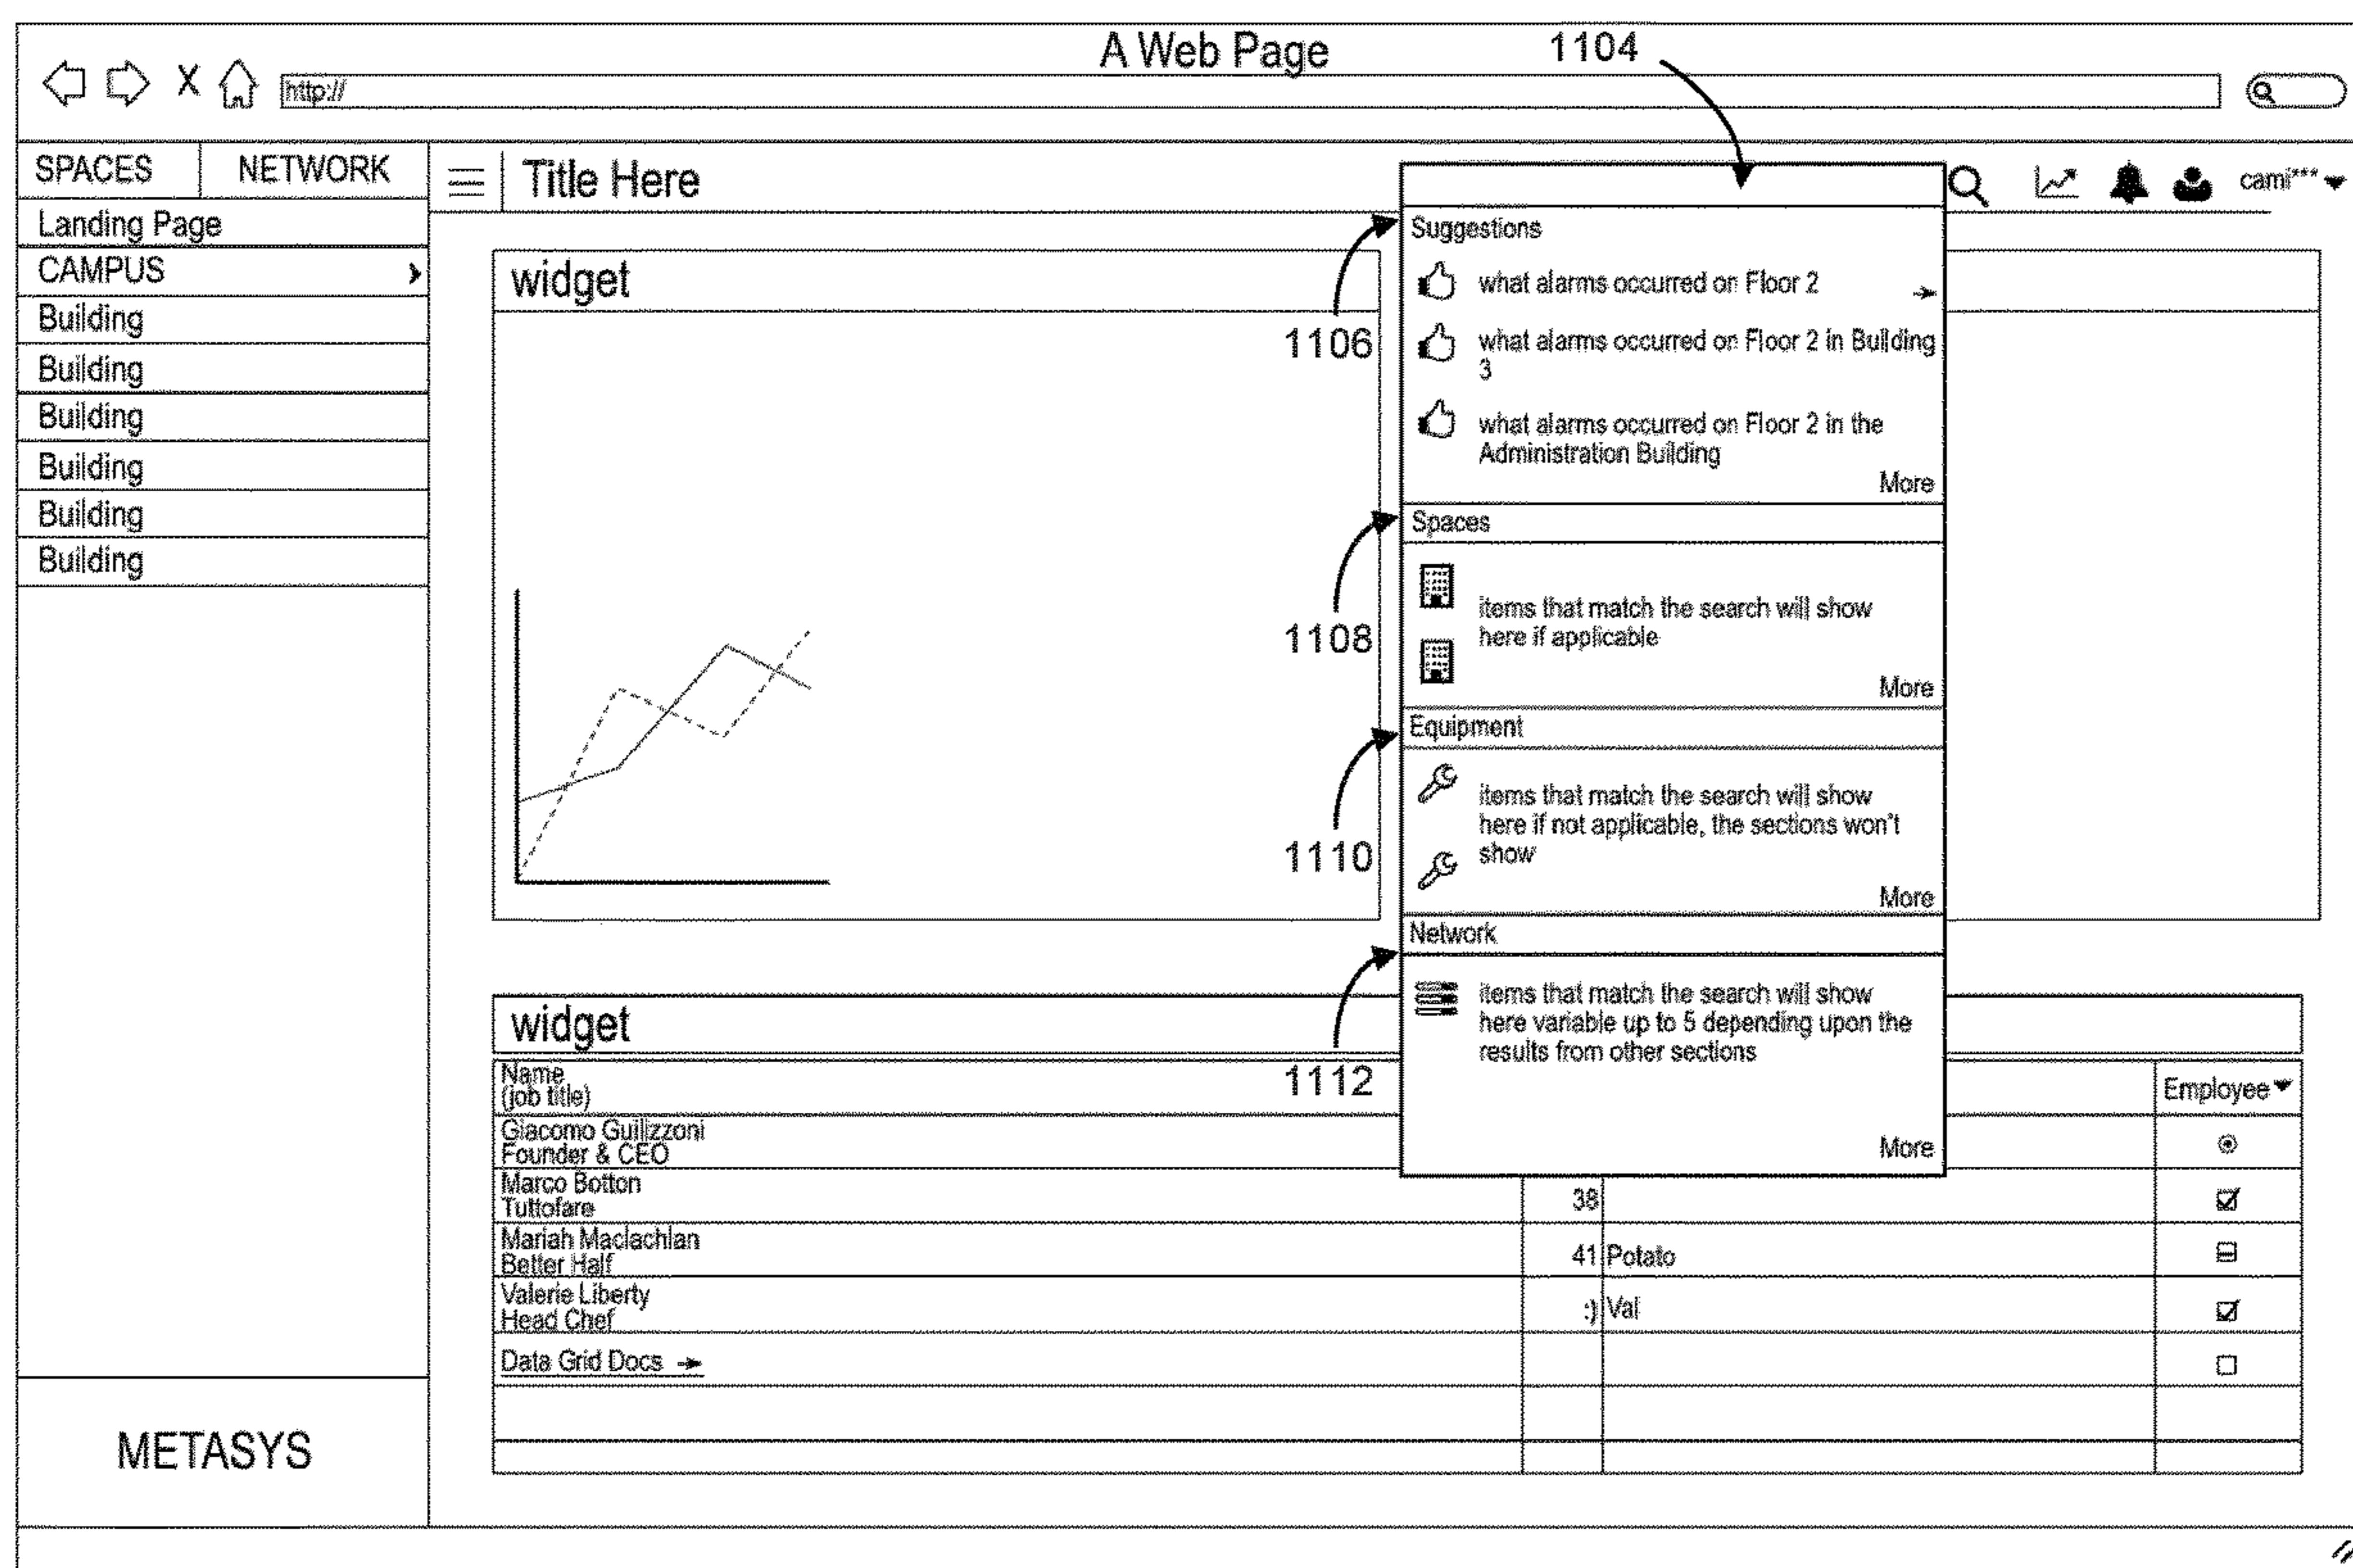 A Web Page
1104
X
http://
SPACES
NETWORK
Title Here
cami***
Landing Page
CAMPUS
Building
Building
Building
Building
Building
Building
METASYS
widget
1106
1108
1110
1112
Suggestions
what alarms occurred on Floor 2
what alarms occurred on Floor 2 in Building
3
what alarms occurred on Floor 2 in the
Administration Building
More
Spaces
items that match the search will show
here if applicable
More
Equipment
items that match the search will show
here if not applicable, the sections won't
show
More
Network
items that match the search will show
here variable up to 5 depending upon the
results from other sections
More
widget
Name
(job title)
Employee
Giacomo Guilizzoni
Founder & CEO
Marco Botton
Tuttofare
38
Mariah Maclachlan
Better Half
41
Potato
Valerie Liberty
Head Chef
:)
Val
Data Grid Docs